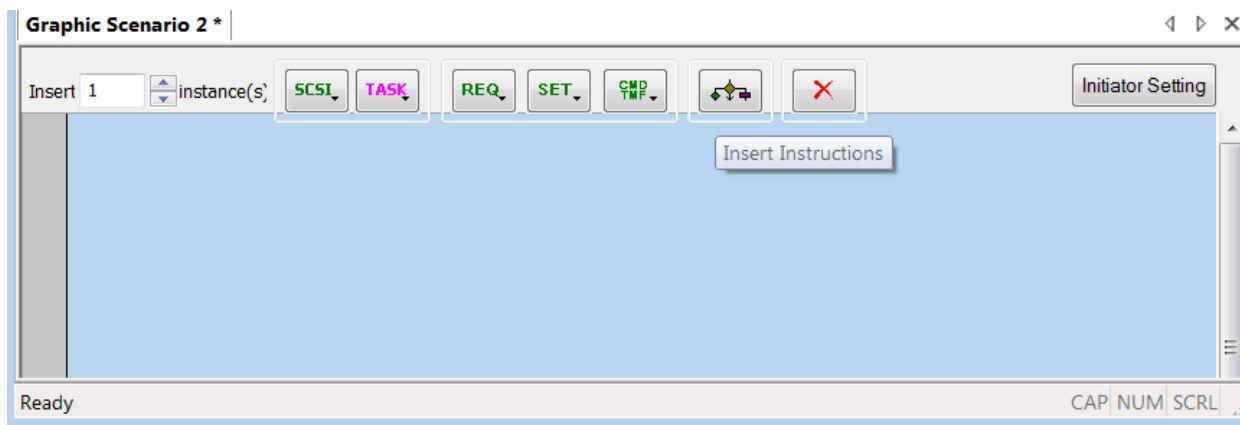 Graphic Scenario 2 *
Insert 1 instance(s) SCSI TASK REQ SET CMD TMF Initiator Setting
Insert Instructions
Ready CAP NUM SCRL